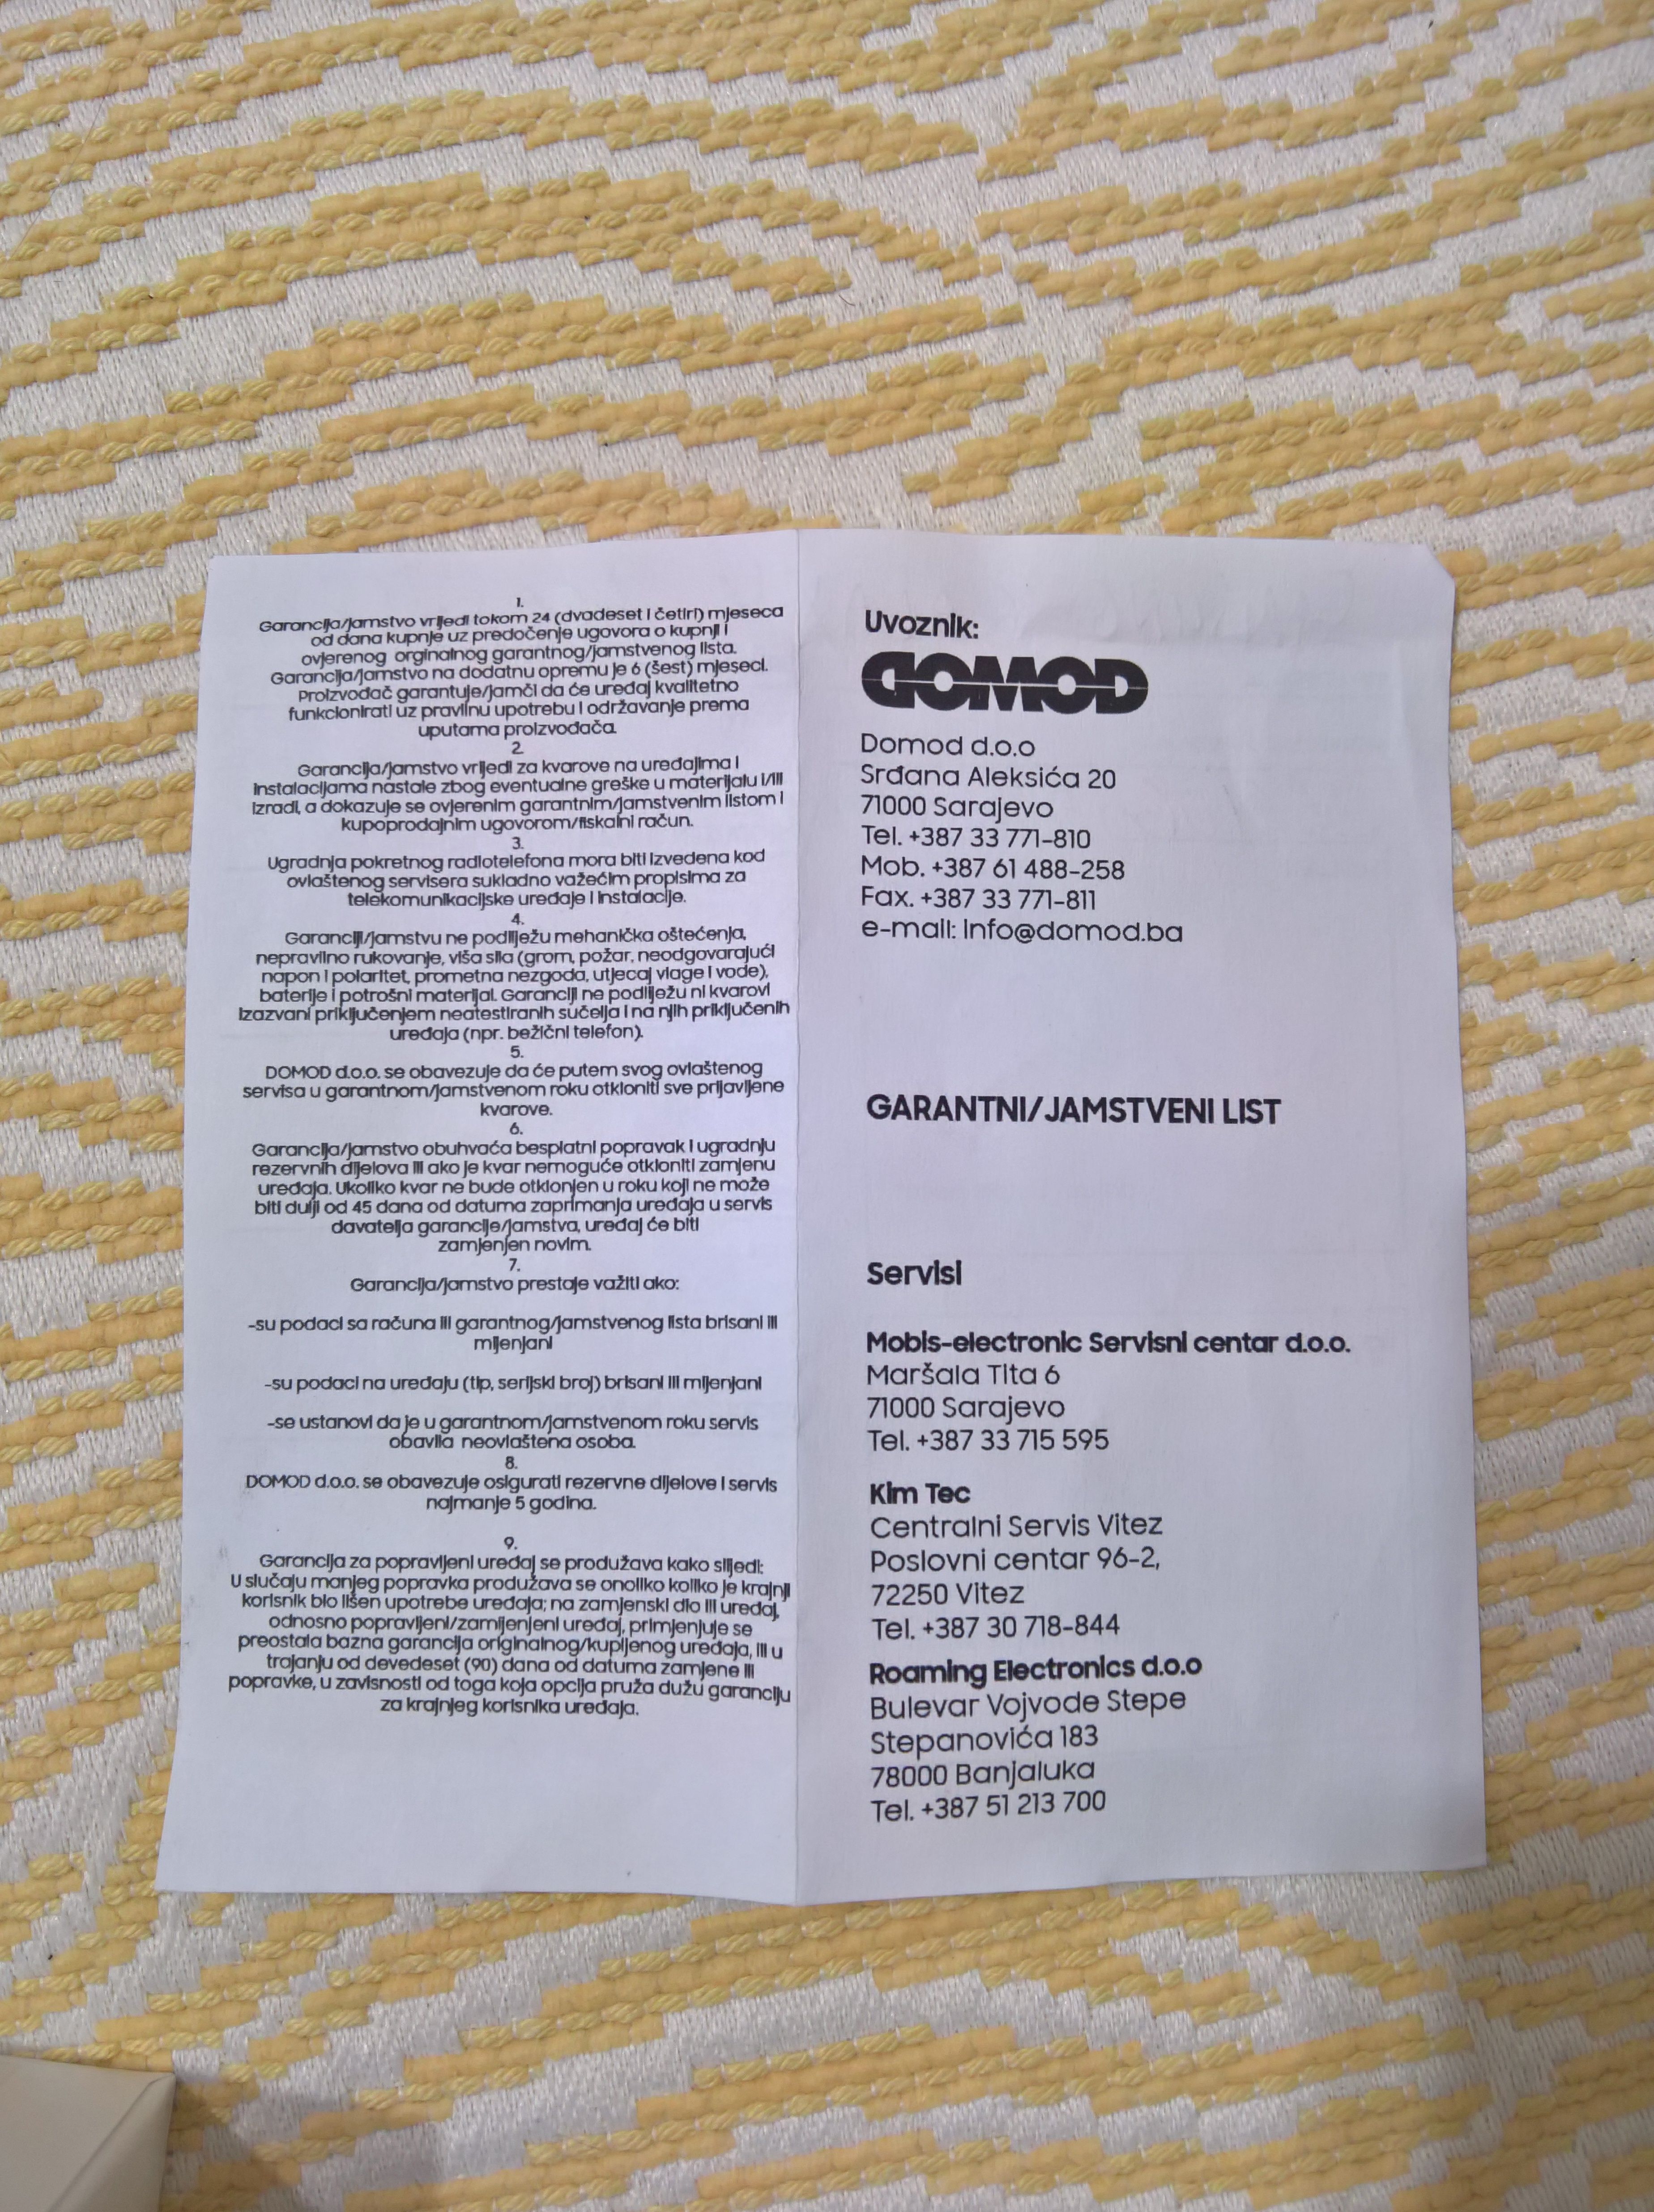 1.
Garancija/jamstvo vrijedi tokom 24 (dvadeset i četiri) mjeseca
od dana kupnje uz predočenje ugovora o kupnji i
ovjerenog orginalnog garantnog/jamstvenog lista.
Garancija/jamstvo na dodatnu opremu je 6 (šest) mjeseci.
Proizvođač garantuje/jamči da će uređaj kvalitetno
funkcionirati uz pravilnu upotrebu i održavanje prema
uputama proizvođača.
2.
Garancija/jamstvo vrijedi za kvarove na uređajima i
instalacijama nastale zbog eventualne greške u materijalu i/ili
izradi, a dokazuje se ovjerenim garantnim/jamstvenim listom i
kupoprodajnim ugovorom/fiskalni račun.
3.
Ugradnja pokretnog radiotelefona mora biti izvedena kod
ovlaštenog servisera sukladno važećim propisima za
telekomunikacijske uređaje i instalacije.
4.
Garanciji/jamstvu ne podliježu mehanička oštećenja,
nepravilno rukovanje, viša sila (grom, požar, neodgovarajući
napon i polaritet, prometna nezgoda, utjecaj vlage i vode),
baterije i potrošni materijal. Garanciji ne podliježu ni kvarovi
izazvani priključenjem neatestiranih sučelja i na njih priključenih
uređaja (npr. bežični telefon).
5.
DOMOD d.o.o. se obavezuje da će putem svog ovlaštenog
servisa u garantnom/jamstvenom roku otkloniti sve prijavljene
kvarove.
6.
Garancija/jamstvo obuhvaća besplatni popravak i ugradnju
rezervnih dijelova ili ako je kvar nemoguće otkloniti zamjenu
uređaja. Ukoliko kvar ne bude otklonjen u roku koji ne može
biti dulji od 45 dana od datuma zaprimanja uređaja u servis
davatelja garancije/jamstva, uređaj će biti
zamjenjen novim.
7.
Garancija/jamstvo prestaje važiti ako:
-su podaci sa računa ili garantnog/jamstvenog lista brisani ili
mijenjani
-su podaci na uređaju (tip, serijski broj) brisani ili mijenjani
-se ustanovi da je u garantnom/jamstvenom roku servis
obavila neovlaštena osoba.
8.
DOMOD d.o.o. se obavezuje osigurati rezervne dijelove i servis
najmanje 5 godina.
9.
Garancija za popravljeni uređaj se produžava kako slijedi:
U slučaju manjeg popravka produžava se onoliko koliko je krajnji
korisnik bio lišen upotrebe uređaja; na zamjenski dio ili uređaj,
odnosno popravljeni/zamijenjeni uređaj, primjenjuje se
preostala bazna garancija originalnog/kupljenog uređaja, ili u
trajanju od devedeset (90) dana od datuma zamjene ili
popravke, u zavisnosti od toga koja opcija pruža dužu garanciju
za krajnjeg korisnika uređaja.
Uvoznik:
DOMOD
Domod d.o.o
Srđana Aleksića 20
71000 Sarajevo
Tel. +387 33 771-810
Mob. +387 61 488-258
Fax. +387 33 771-811
e-mail: info@domod.ba
GARANTNI/JAMSTVENI LIST
Servisi
Mobis-electronic Servisni centar d.o.o.
Maršala Tita 6
71000 Sarajevo
Tel. +387 33 715 595
Kim Tec
Centralni Servis Vitez
Poslovni centar 96-2,
72250 Vitez
Tel. +387 30 718-844
Roaming Electronics d.o.o
Bulevar Vojvode Stepe
Stepanovića 183
78000 Banjaluka
Tel. +387 51 213 700